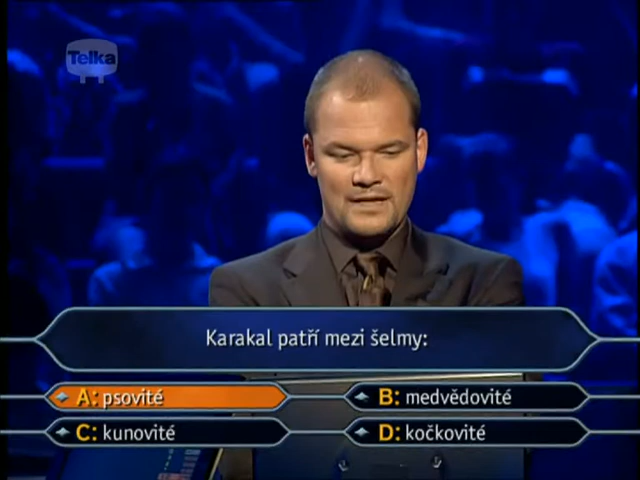 Telka
Karakal patří mezi šelmy:
A: psovité
B: medvědovité
C: kunovité
D: kočkovité